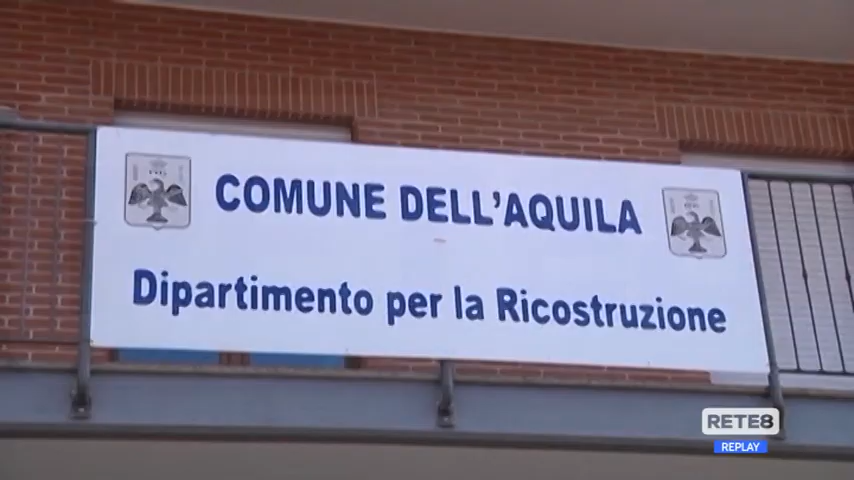 COMUNE DELL'AQUILA
Dipartimento per la Ricostruzione
RETE8
REPLAY